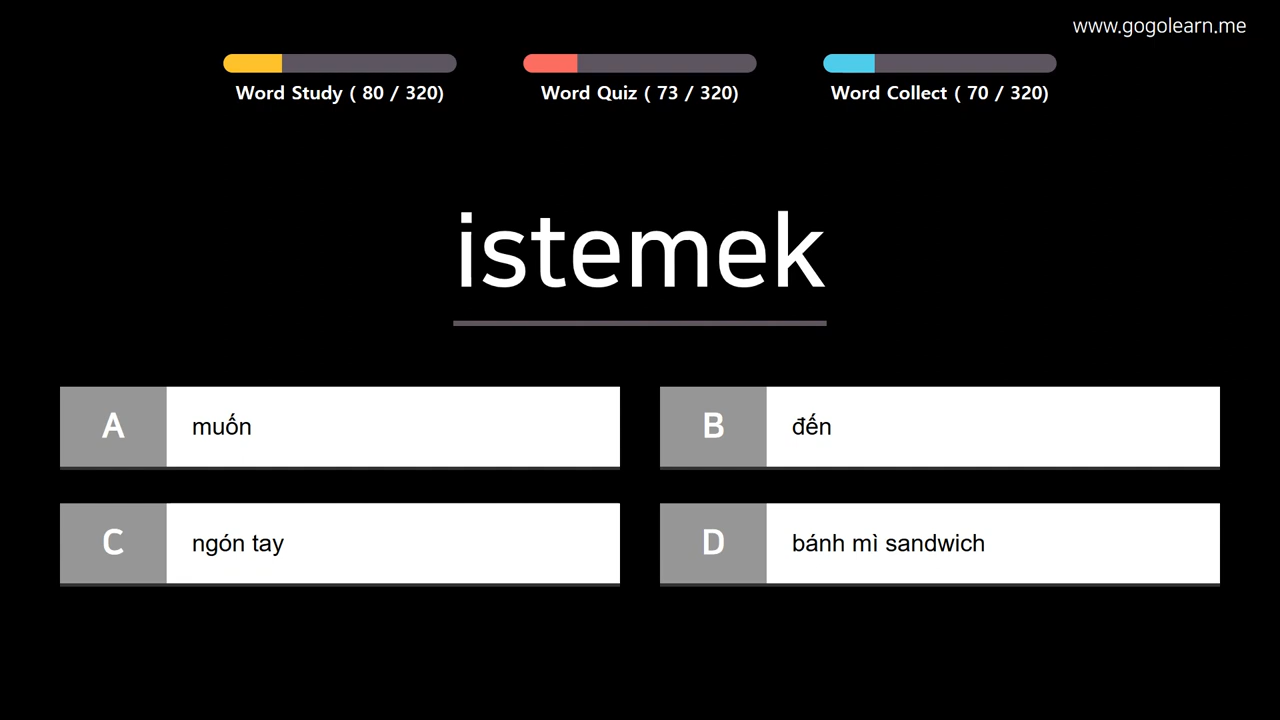 www.gogolearn.me
Word Study ( 80 / 320)
Word Quiz ( 73 / 320)
Word Collect ( 70 / 320)
istemek
A
muốn
B
đến
C
ngón tay
D
bánh mì sandwich